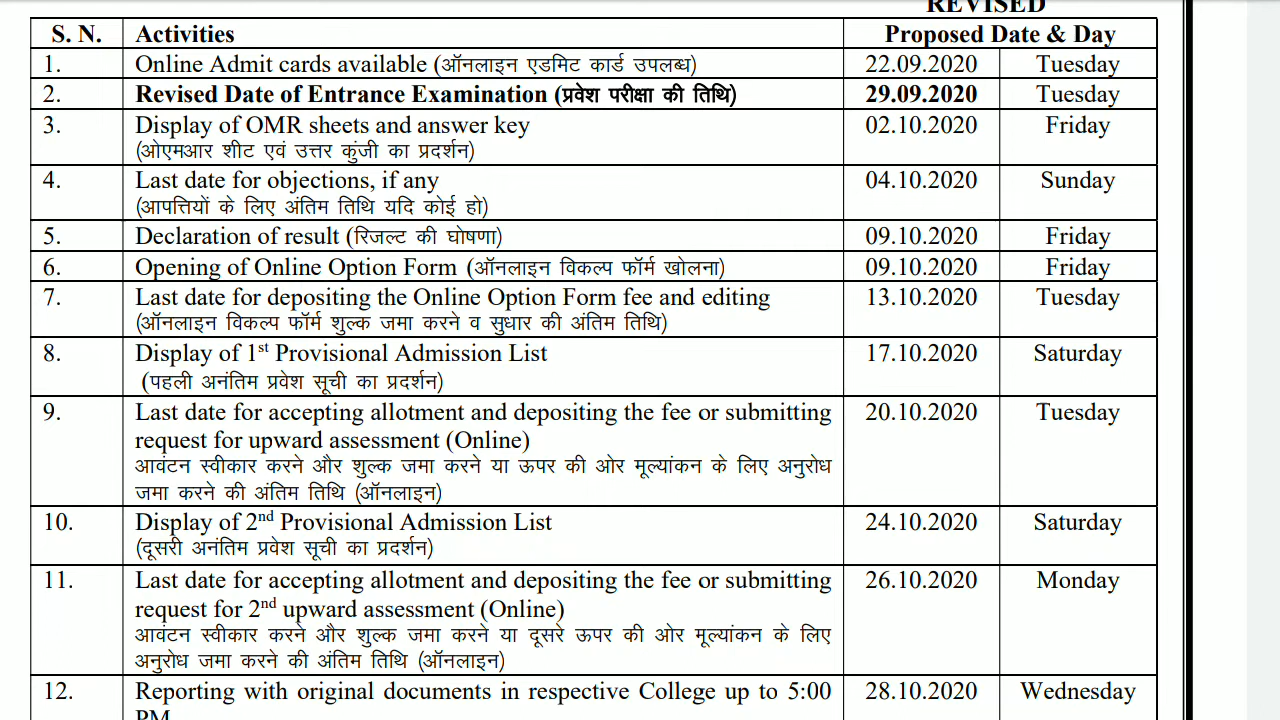 REVISED
S. N. Activities Proposed Date & Day
1. Online Admit cards available (ऑनलाइन एडमिट कार्ड उपलब्ध) 22.09.2020 Tuesday
2. Revised Date of Entrance Examination (प्रवेश परीक्षा की तिथि) 29.09.2020 Tuesday
3. Display of OMR sheets and answer key 02.10.2020 Friday
(ओएमआर शीट एवं उत्तर कुंजी का प्रदर्शन)
4. Last date for objections, if any 04.10.2020 Sunday
(आपत्तियों के लिए अंतिम तिथि यदि कोई हो)
5. Declaration of result (रिजल्ट की घोषणा) 09.10.2020 Friday
6. Opening of Online Option Form (ऑनलाइन विकल्प फॉर्म खोलना) 09.10.2020 Friday
7. Last date for depositing the Online Option Form fee and editing 13.10.2020 Tuesday
(ऑनलाइन विकल्प फॉर्म शुल्क जमा करने व सुधार की अंतिम तिथि)
8. Display of 1st Provisional Admission List 17.10.2020 Saturday
(पहली अनंतिम प्रवेश सूची का प्रदर्शन)
9. Last date for accepting allotment and depositing the fee or submitting 20.10.2020 Tuesday
request for upward assessment (Online)
आवंटन स्वीकार करने और शुल्क जमा करने या ऊपर की ओर मूल्यांकन के लिए अनुरोध
जमा करने की अंतिम तिथि (ऑनलाइन)
10. Display of 2nd Provisional Admission List 24.10.2020 Saturday
(दूसरी अनंतिम प्रवेश सूची का प्रदर्शन)
11. Last date for accepting allotment and depositing the fee or submitting 26.10.2020 Monday
request for 2nd upward assessment (Online)
आवंटन स्वीकार करने और शुल्क जमा करने या दूसरे ऊपर की ओर मूल्यांकन के लिए
अनुरोध जमा करने की अंतिम तिथि (ऑनलाइन)
12. Reporting with original documents in respective College up to 5:00 28.10.2020 Wednesday
PM